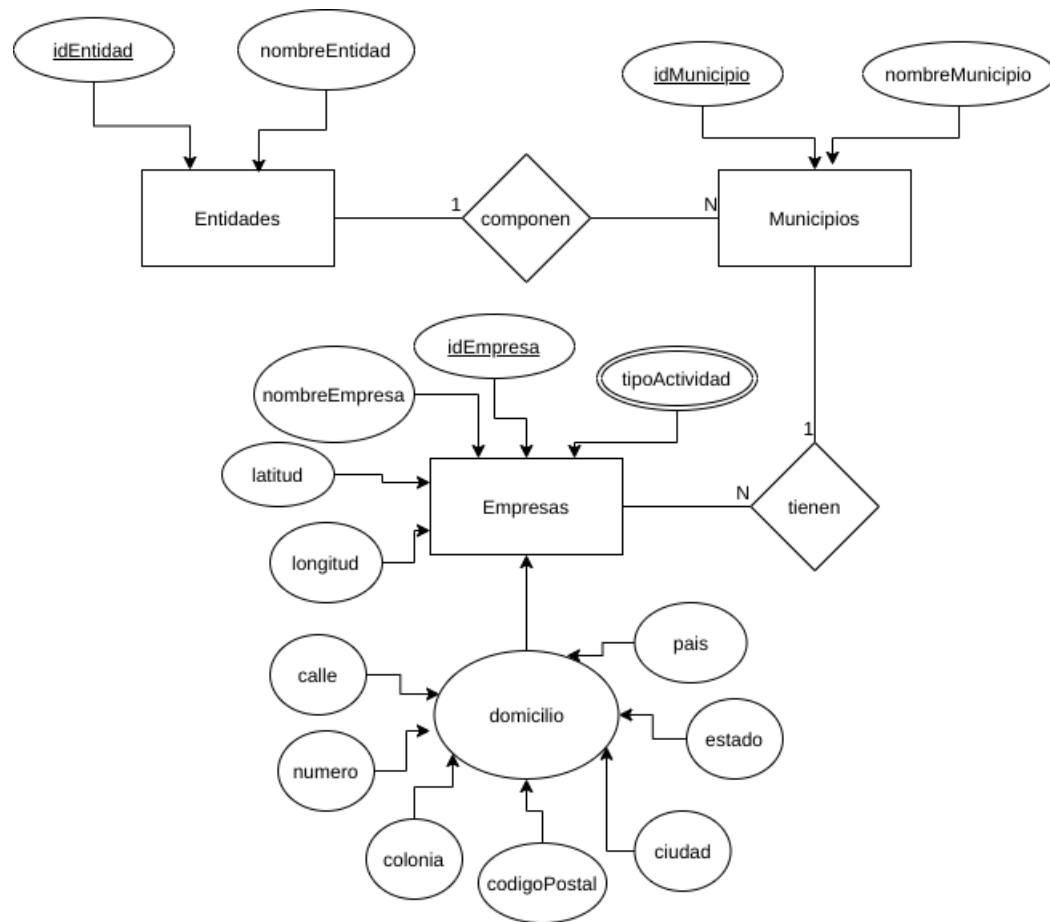 idEntidad
nombreEntidad
idMunicipio
nombreMunicipio
Entidades
1
componen
N
Municipios
idEmpresa
nombreEmpresa
tipoActividad
latitud
1
Empresas
N
tienen
longitud
pais
calle
domicilio
estado
numero
colonia
ciudad
codigoPostal